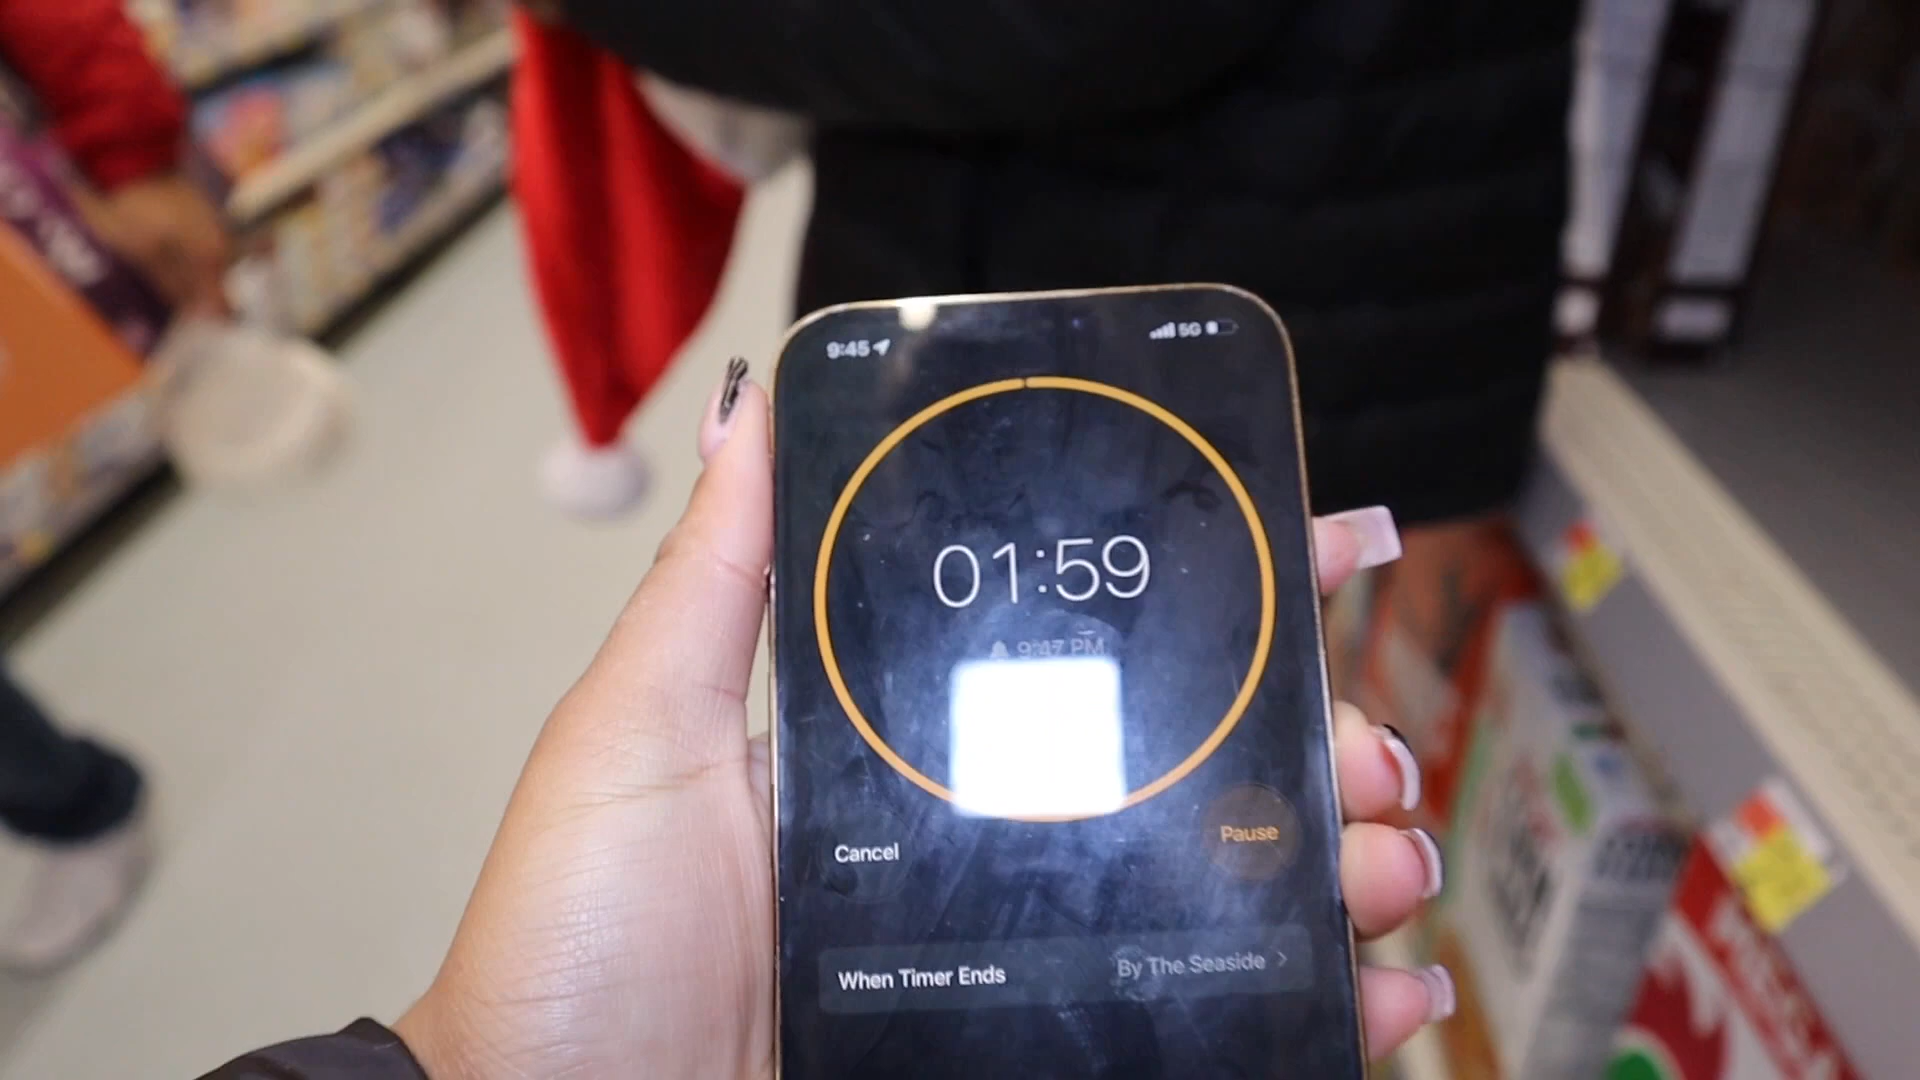 9:45
5G
01:59
9:47 PM
Cancel
Pause
When Timer Ends
By The Seaside >